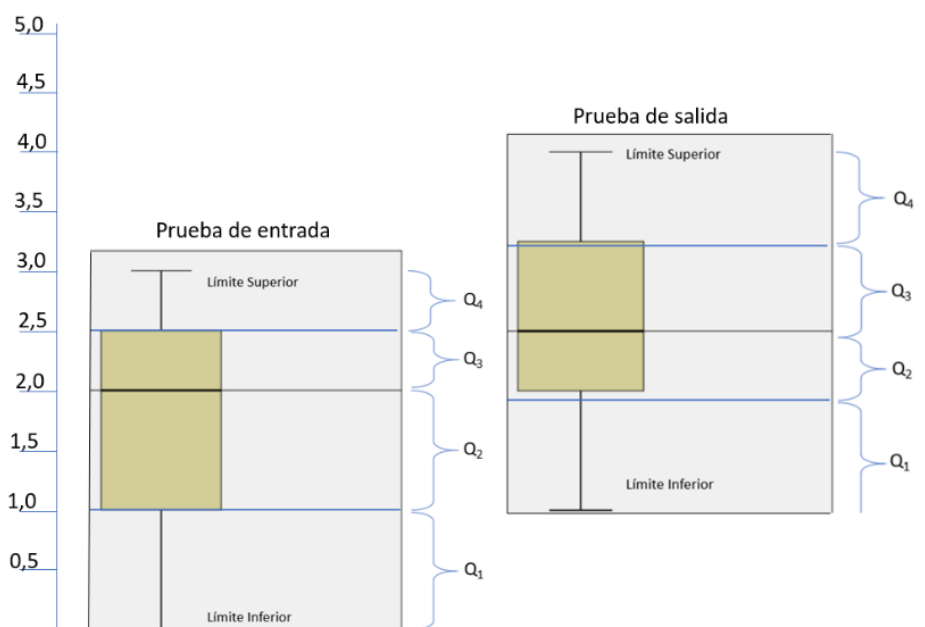 5,0
4,5
4,0
3,5
3,0
2,5
2,0
1,5
1,0
0,5
Prueba de entrada
Límite Superior
Q4
Q3
Q2
Q1
Límite Inferior
Prueba de salida
Límite Superior
Q4
Q3
Q2
Q1
Límite Inferior